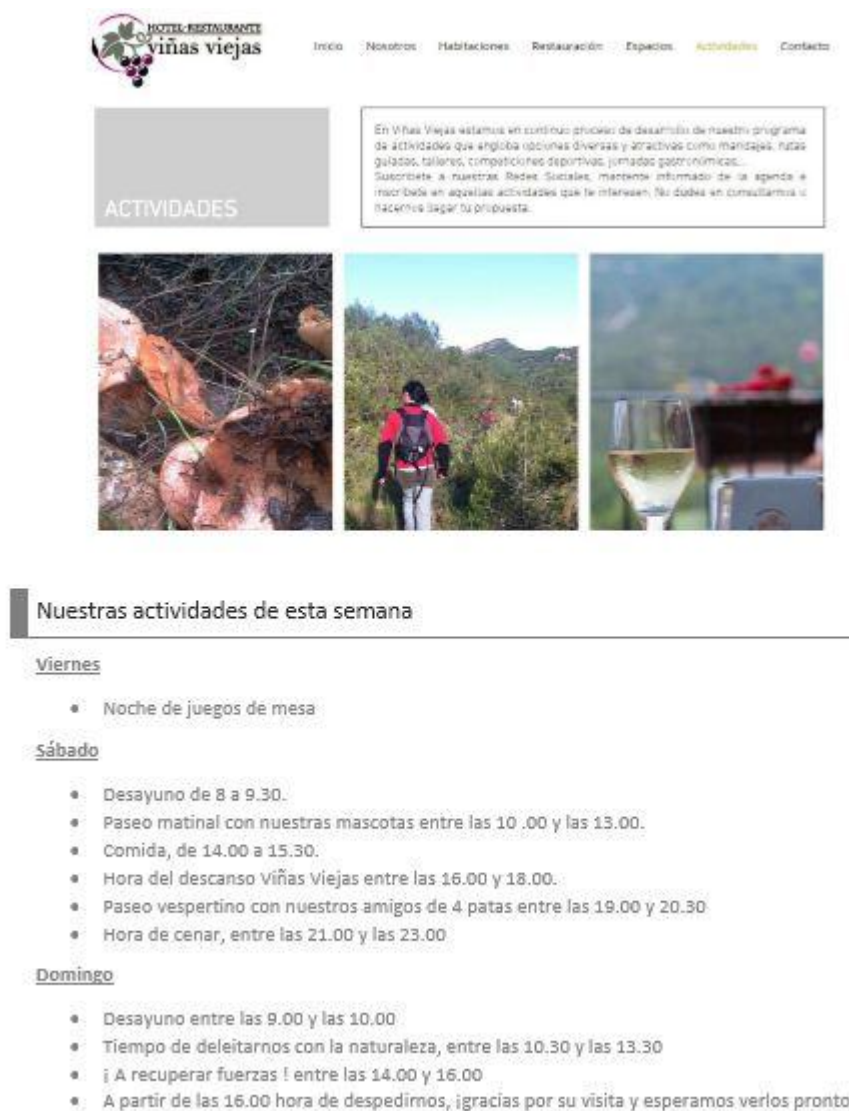 HOTEL-RESTAURANTE
viñas viejas
Inicio Nosotros Habitaciones Restauración Espacios Actividades Contacto
ACTIVIDADES
En Viñas Viejas estamos en continuo proceso de desarrollo de nuestro programa
de actividades que engloba opciones diversas y atractivas como maridajes, rutas
guiadas, talleres, competiciones deportivas, jornadas gastronómicas...
Suscríbete a nuestras Redes Sociales, mantente informado de la agenda e
inscríbete en aquellas actividades que te interesen. No dudes en consultarnos o
hacernos llegar tu propuesta.
Nuestras actividades de esta semana
Viernes
• Noche de juegos de mesa
Sábado
• Desayuno de 8 a 9.30.
• Paseo matinal con nuestras mascotas entre las 10 .00 y las 13.00.
• Comida, de 14.00 a 15.30.
• Hora del descanso Viñas Viejas entre las 16.00 y 18.00.
• Paseo vespertino con nuestros amigos de 4 patas entre las 19.00 y 20.30
• Hora de cenar, entre las 21.00 y las 23.00
Domingo
• Desayuno entre las 9.00 y las 10.00
• Tiempo de deleitarnos con la naturaleza, entre las 10.30 y las 13.30
• ¡ A recuperar fuerzas ! entre las 14.00 y 16.00
• A partir de las 16.00 hora de despedirnos, ¡gracias por su visita y esperamos verlos pronto